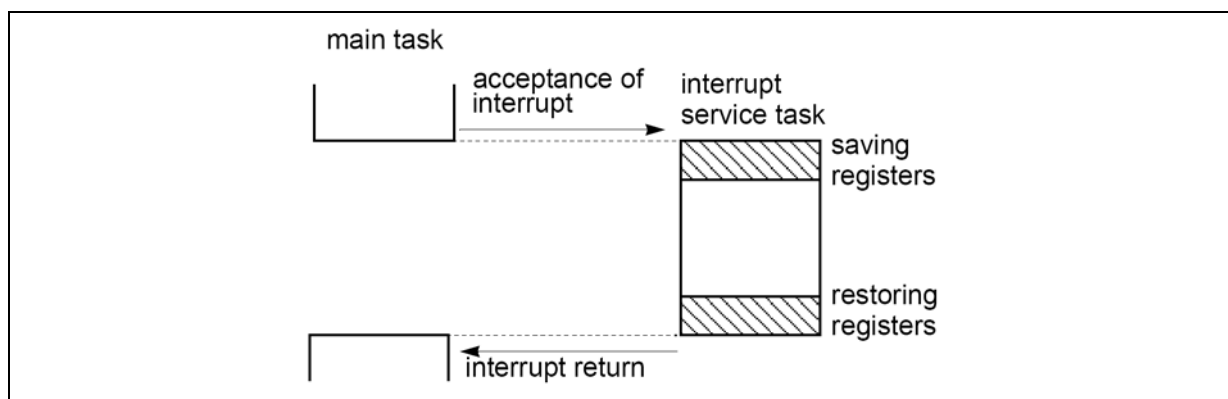 main task
acceptance of
interrupt
interrupt
service task
saving
registers
restoring
registers
interrupt return